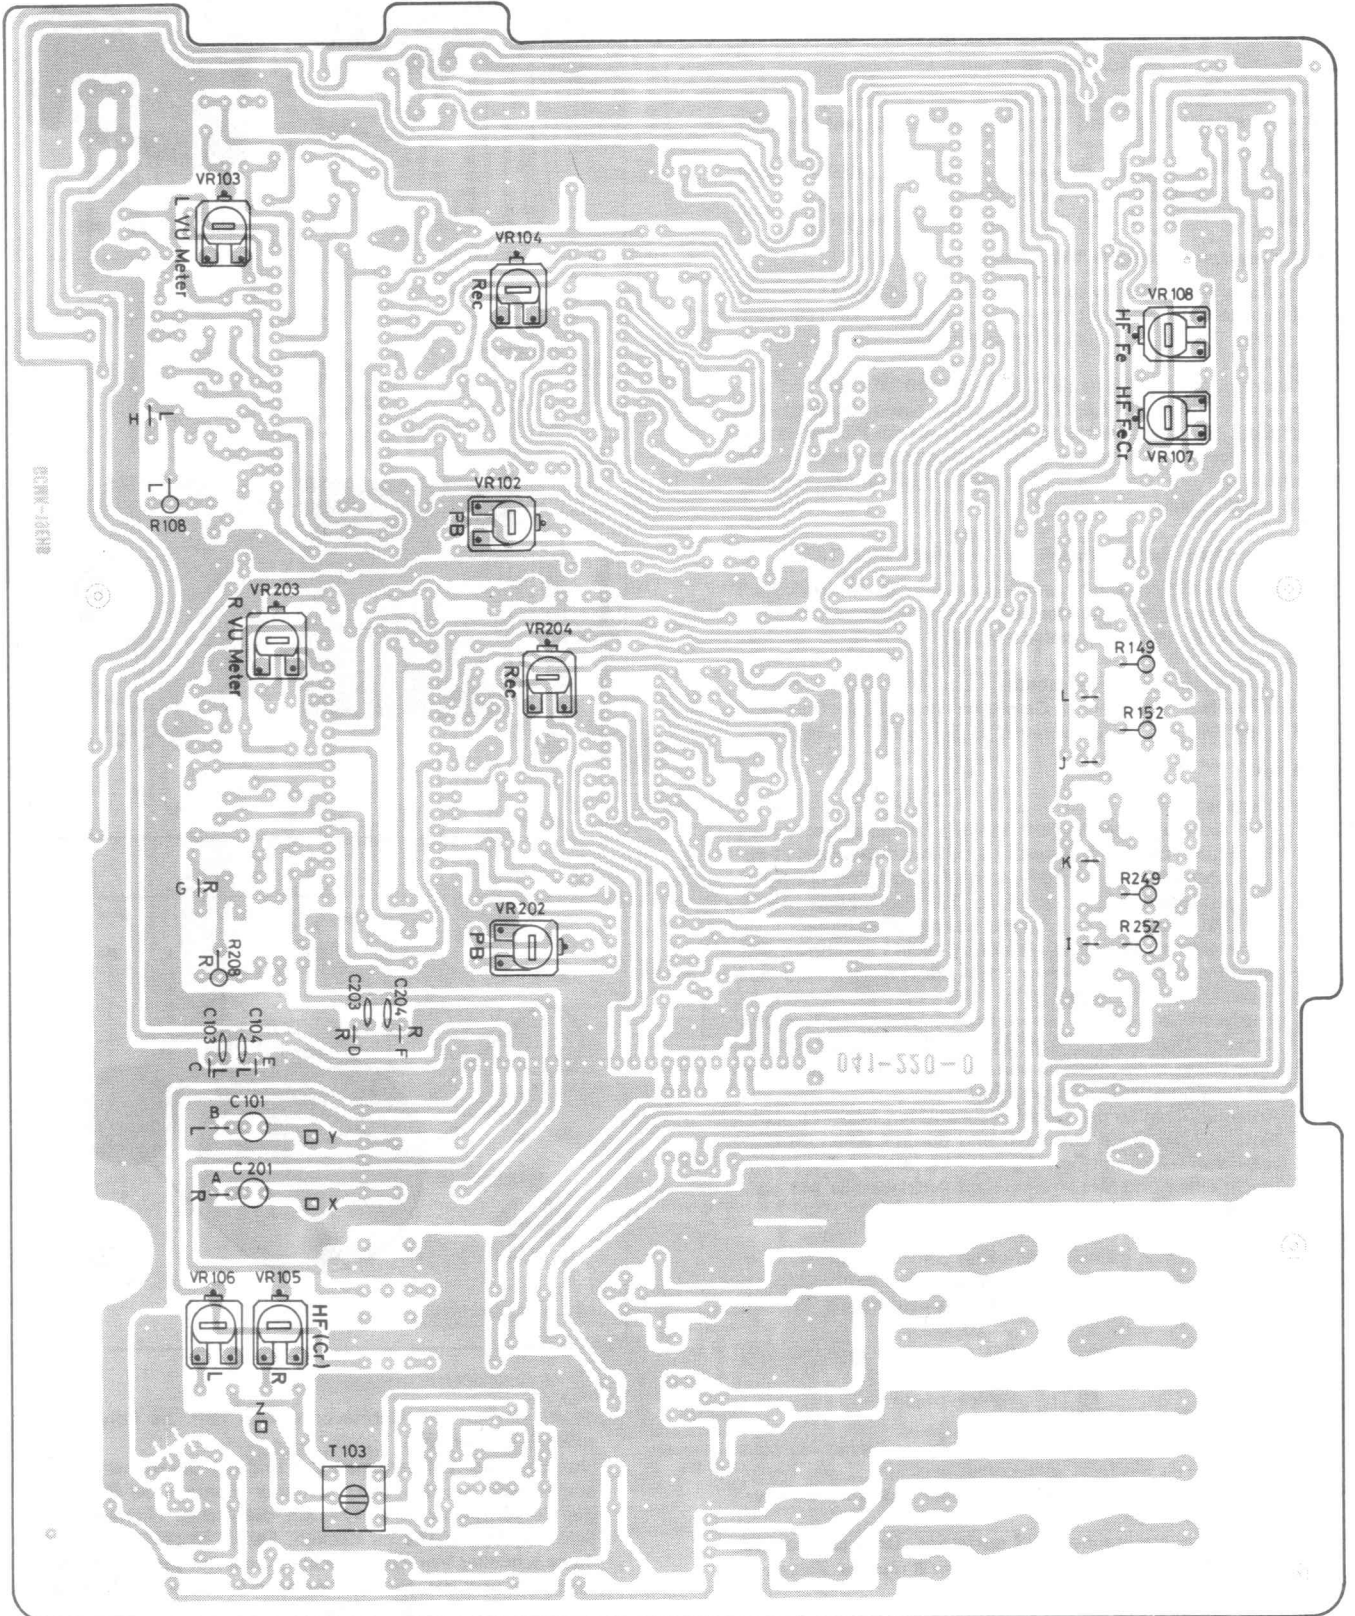 VR103
L VU Meter
VR104
Rec
VR108
HF Fe
HF FeCr
VR107
H
L
L
R108
VR102
PB
VR203
R VU Meter
VR204
Rec
R149
L
R152
J
K
R249
R252
I
G
R
R208
R
VR202
PB
C203
C204
R
D
R
F
C103
C104
C
L
L
E
041-220-0
B
C101
L
Y
A
C201
R
X
VR106
VR105
HF (Cr)
L
R
Z
T103